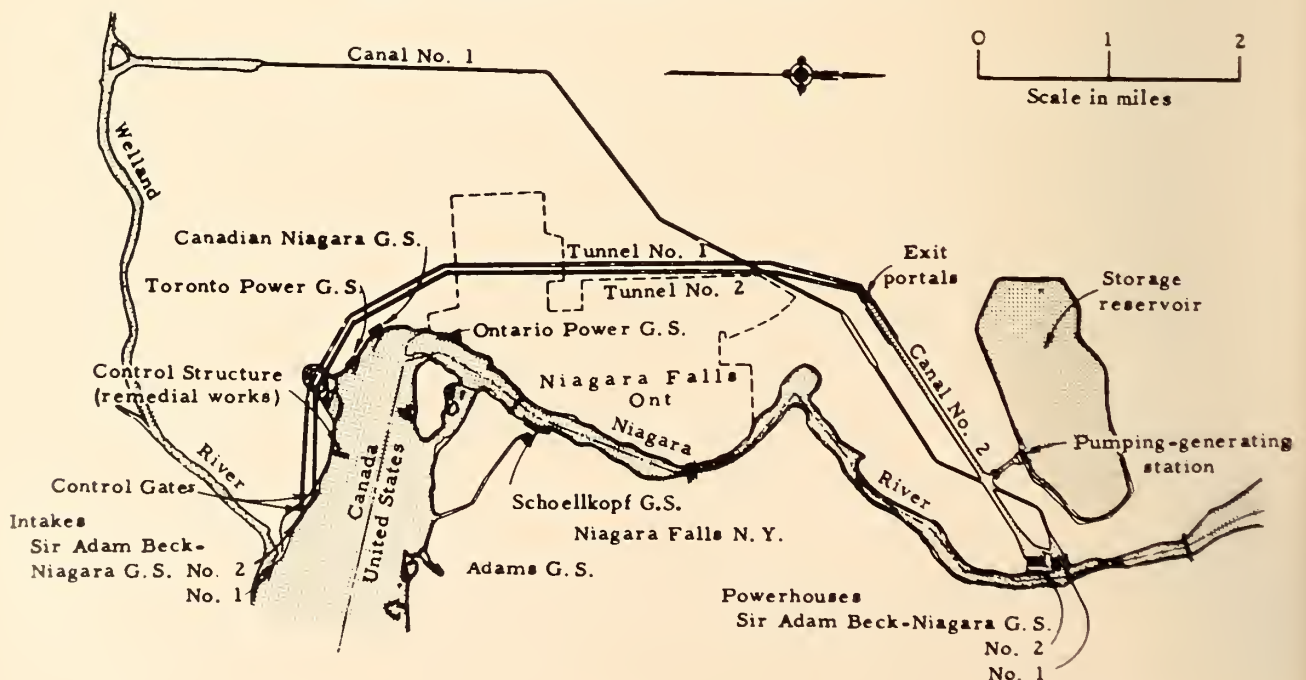 Canal No. 1
0 1 2
Scale in miles
Welland
Canadian Niagara G.S.
Tunnel No. 1
Exit
portals
Toronto Power G.S.
Tunnel No. 2
Storage
reservoir
Ontario Power G.S.
Control Structure
(remedial works)
Niagara Falls
Ont
Canal No. 2
Niagara
River
Pumping-generating
station
Control Gates
Canada
United States
Schoellkopf G.S.
River
Intakes
Sir Adam Beck-
Niagara G.S. No. 2
No. 1
Niagara Falls N.Y.
Adams G.S.
Powerhouses
Sir Adam Beck-Niagara G.S.
No. 2
No. 1